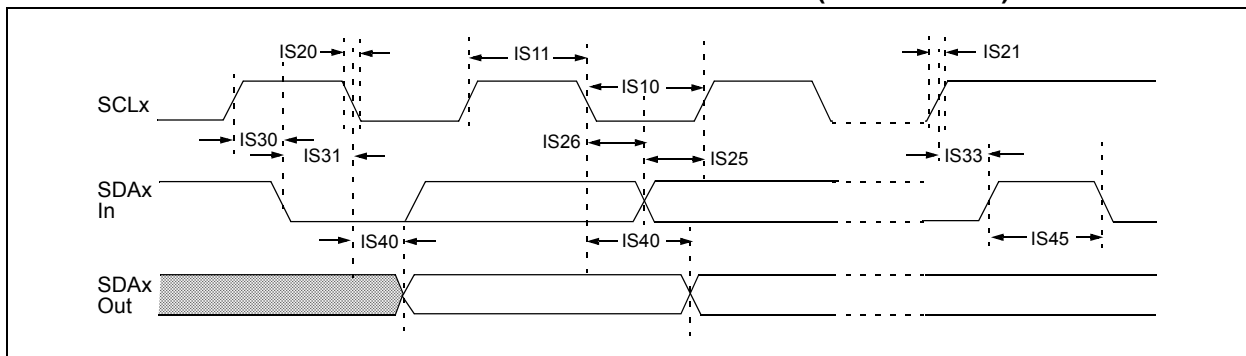 IS20
IS11
IS21
IS10
SCLx
IS30
IS31
IS26
IS25
IS33
SDAx
In
IS40
IS40
IS45
SDAx
Out